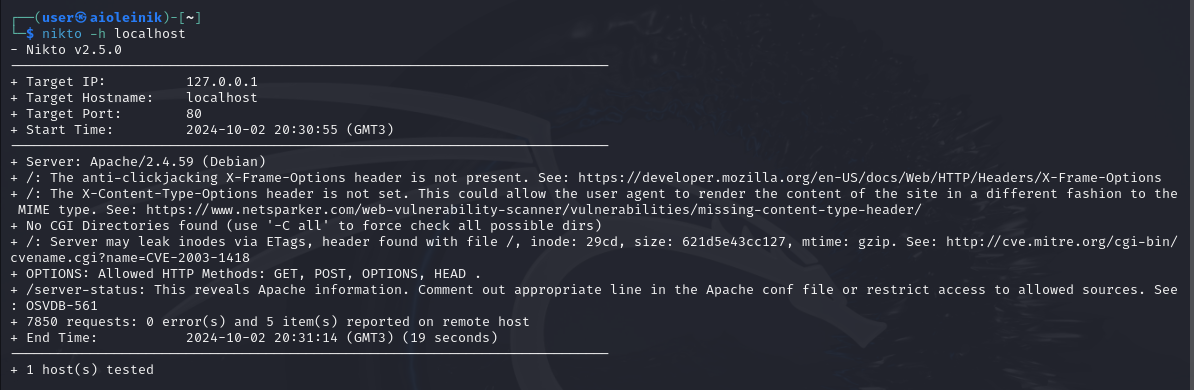 ┌──(user㉿aioleinik)-[~]
└─$ nikto -h localhost
- Nikto v2.5.0
---------------------------------------------------------------------------
+ Target IP:          127.0.0.1
+ Target Hostname:    localhost
+ Target Port:        80
+ Start Time:         2024-10-02 20:30:55 (GMT3)
---------------------------------------------------------------------------
+ Server: Apache/2.4.59 (Debian)
+ /: The anti-clickjacking X-Frame-Options header is not present. See: https://developer.mozilla.org/en-US/docs/Web/HTTP/Headers/X-Frame-Options
+ /: The X-Content-Type-Options header is not set. This could allow the user agent to render the content of the site in a different fashion to the
 MIME type. See: https://www.netsparker.com/web-vulnerability-scanner/vulnerabilities/missing-content-type-header/
+ No CGI Directories found (use '-C all' to force check all possible dirs)
+ /: Server may leak inodes via ETags, header found with file /, inode: 29cd, size: 621d5e43cc127, mtime: gzip. See: http://cve.mitre.org/cgi-bin/
cvename.cgi?name=CVE-2003-1418
+ OPTIONS: Allowed HTTP Methods: GET, POST, OPTIONS, HEAD .
+ /server-status: This reveals Apache information. Comment out appropriate line in the Apache conf file or restrict access to allowed sources. See
: OSVDB-561
+ 7850 requests: 0 error(s) and 5 item(s) reported on remote host
+ End Time:           2024-10-02 20:31:14 (GMT3) (19 seconds)
---------------------------------------------------------------------------
+ 1 host(s) tested